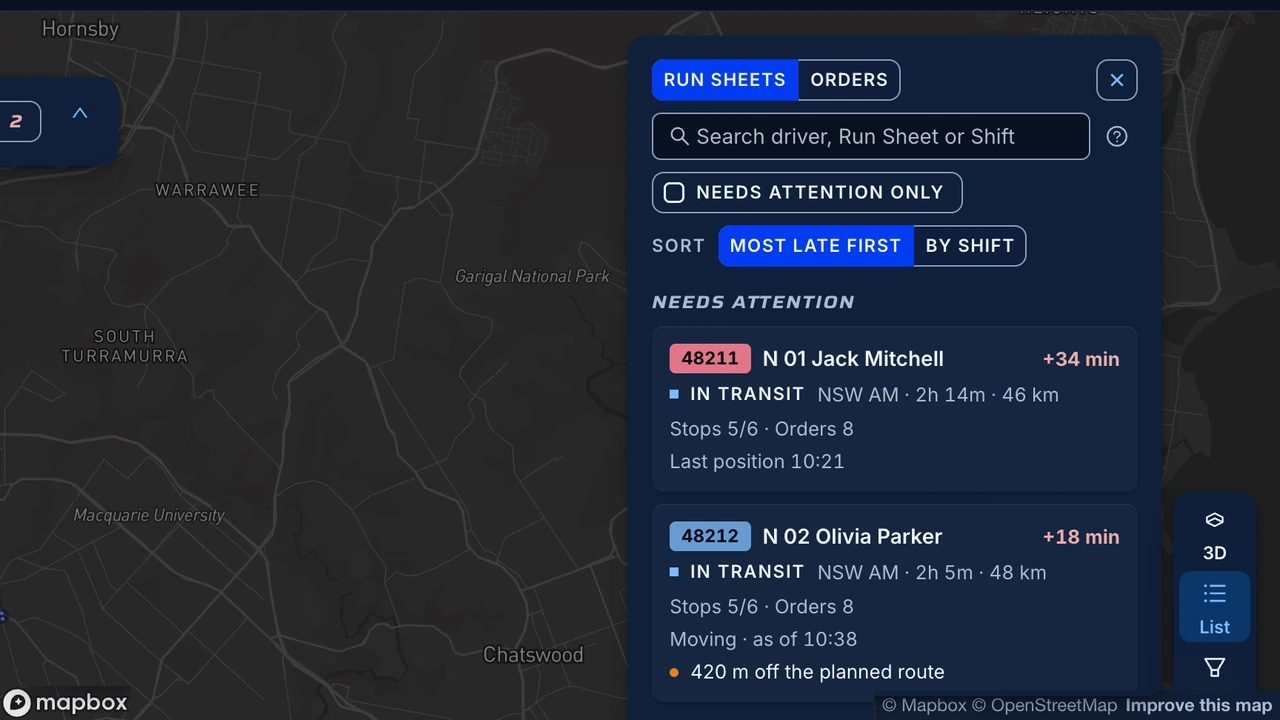 Hornsby
RUN SHEETS ORDERS
2
Search driver, Run Sheet or Shift
WARRAWEE
NEEDS ATTENTION ONLY
SORT MOST LATE FIRST BY SHIFT
Garigal National Park
NEEDS ATTENTION
SOUTH
TURRAMURRA
48211 N 01 Jack Mitchell +34 min
IN TRANSIT NSW AM · 2h 14m · 46 km
Stops 5/6 · Orders 8
Last position 10:21
Macquarie University
48212 N 02 Olivia Parker +18 min
IN TRANSIT NSW AM · 2h 5m · 48 km
Stops 5/6 · Orders 8
Moving · as of 10:38
420 m off the planned route
3D
List
Chatswood
mapbox
© Mapbox © OpenStreetMap Improve this map